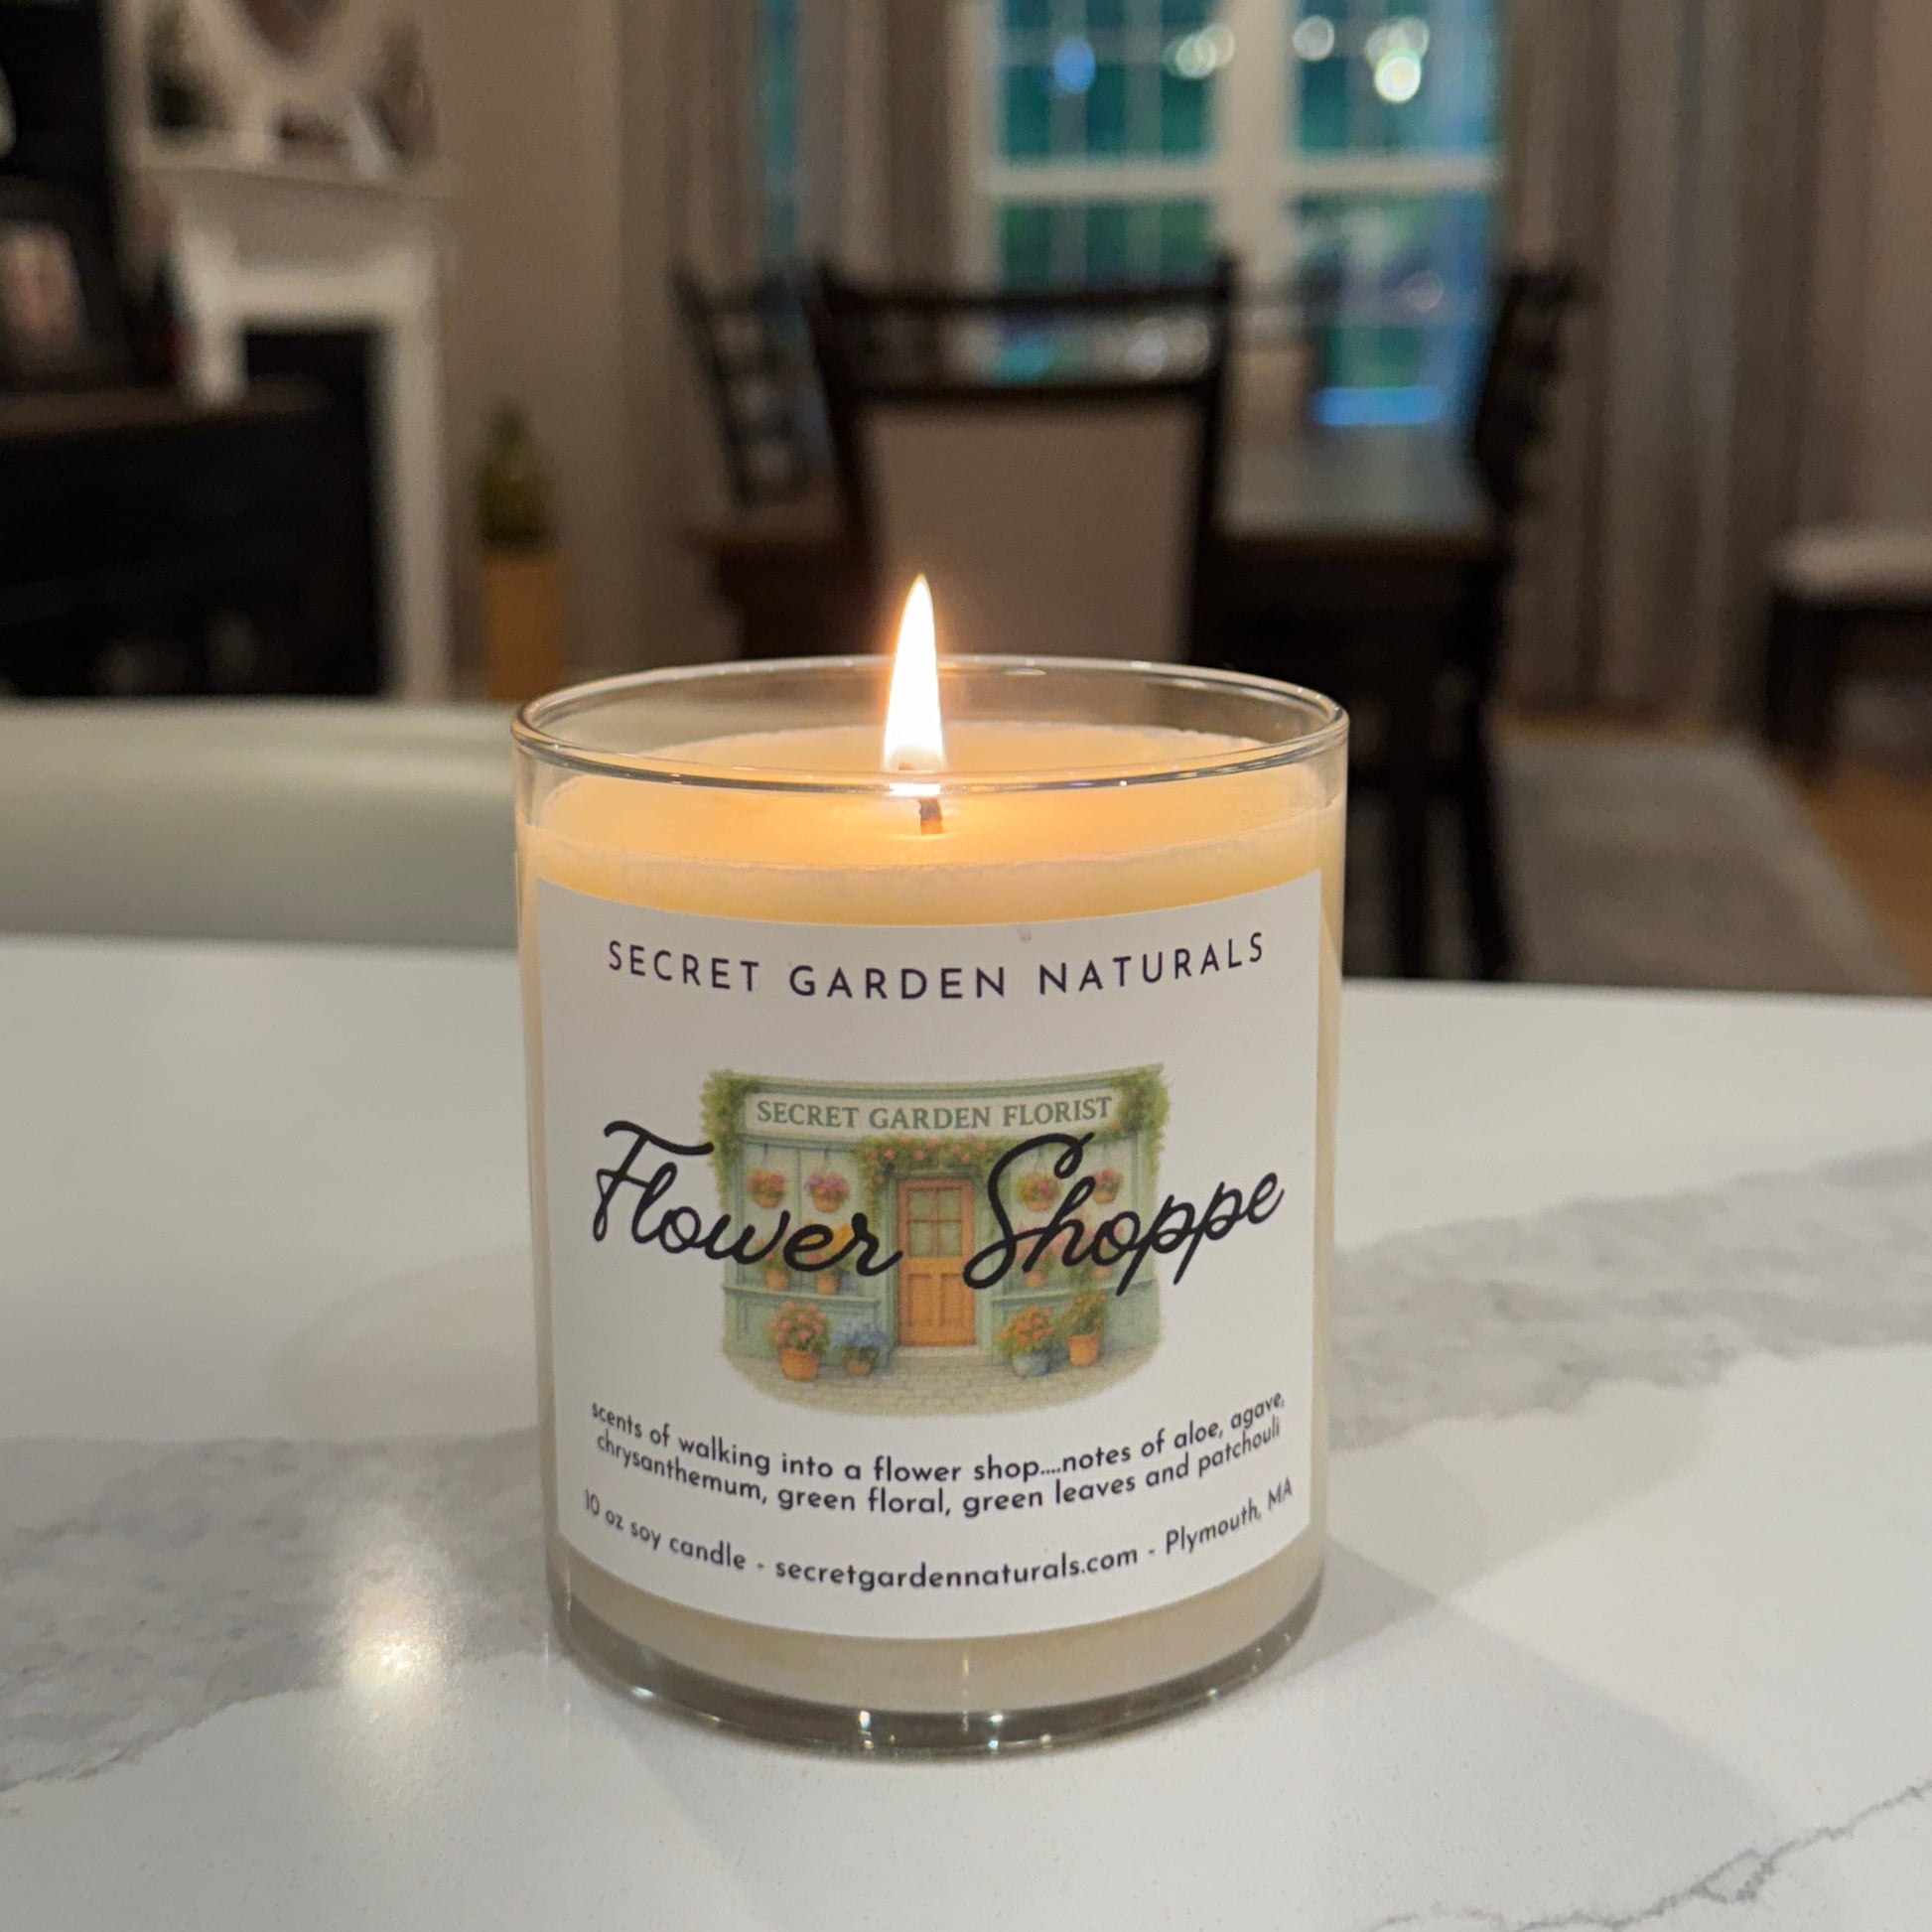 SECRET GARDEN NATURALS
SECRET GARDEN FLORIST
Flower Shoppe
scents of walking into a flower shop....notes of aloe, agave,
chrysanthemum, green floral, green leaves and patchouli
10 oz soy candle - secretgardennaturals.com - Plymouth, MA